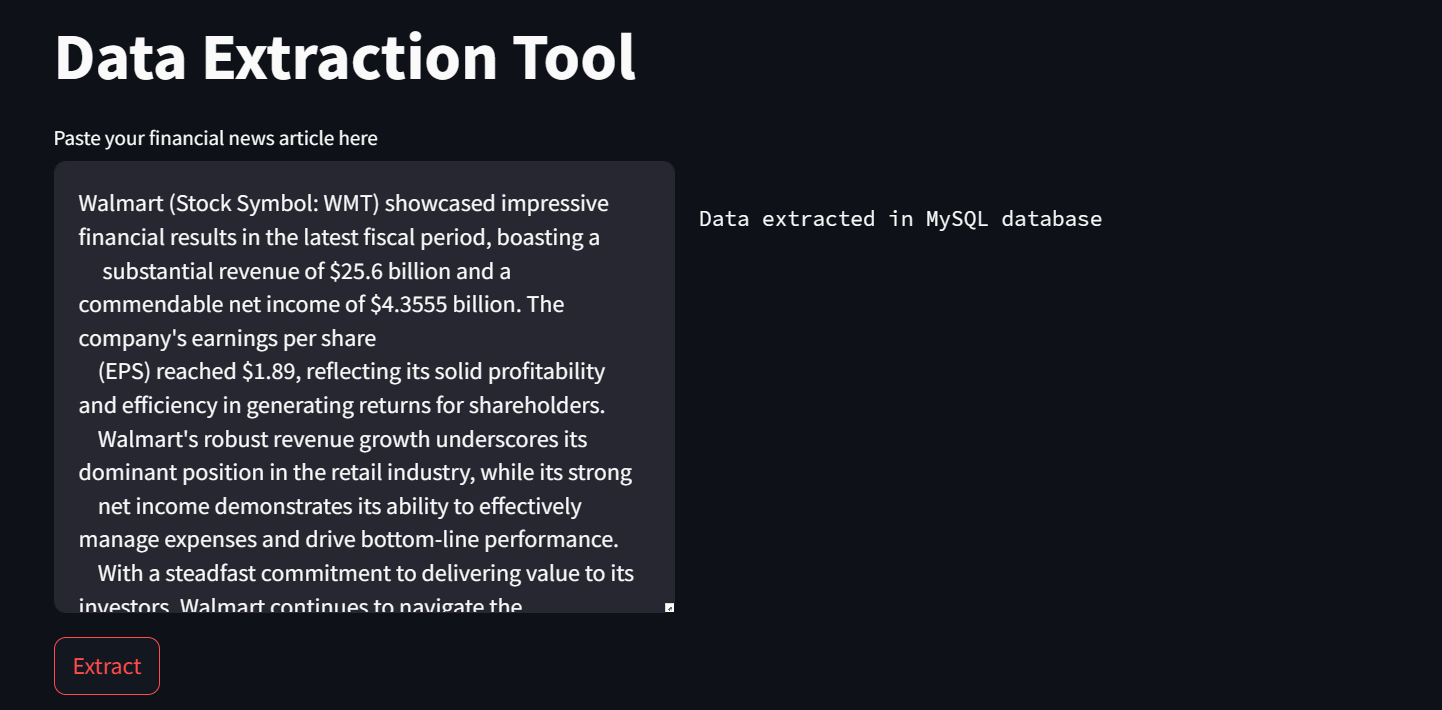 Data Extraction Tool
Paste your financial news article here
Walmart (Stock Symbol: WMT) showcased impressive
financial results in the latest fiscal period, boasting a
substantial revenue of $25.6 billion and a
commendable net income of $4.3555 billion. The
company's earnings per share
(EPS) reached $1.89, reflecting its solid profitability
and efficiency in generating returns for shareholders.
Walmart's robust revenue growth underscores its
dominant position in the retail industry, while its strong
net income demonstrates its ability to effectively
manage expenses and drive bottom-line performance.
With a steadfast commitment to delivering value to its
investors, Walmart continues to navigate the
Data extracted in MySQL database
Extract